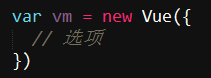 var vm = new Vue({
  // 选项
})